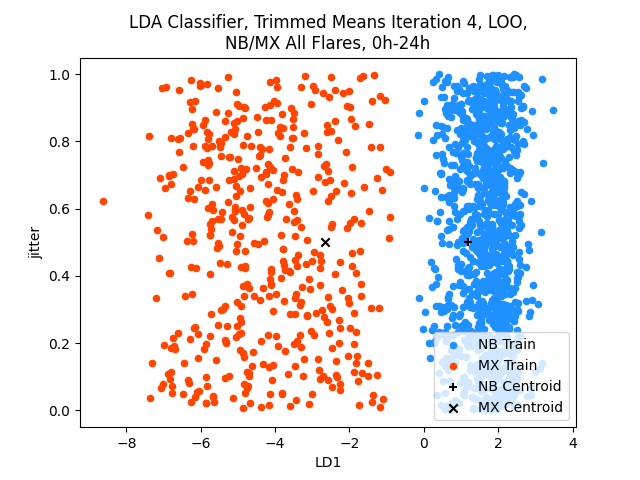 LDA Classifier, Trimmed Means Iteration 4, LOO,
NB/MX All Flares, 0h-24h
1.0
0.8
0.6
0.4
0.2
0.0
jitter
NB Train
MX Train
NB Centroid
MX Centroid
−8
−6
−4
−2
0
2
4
LD1